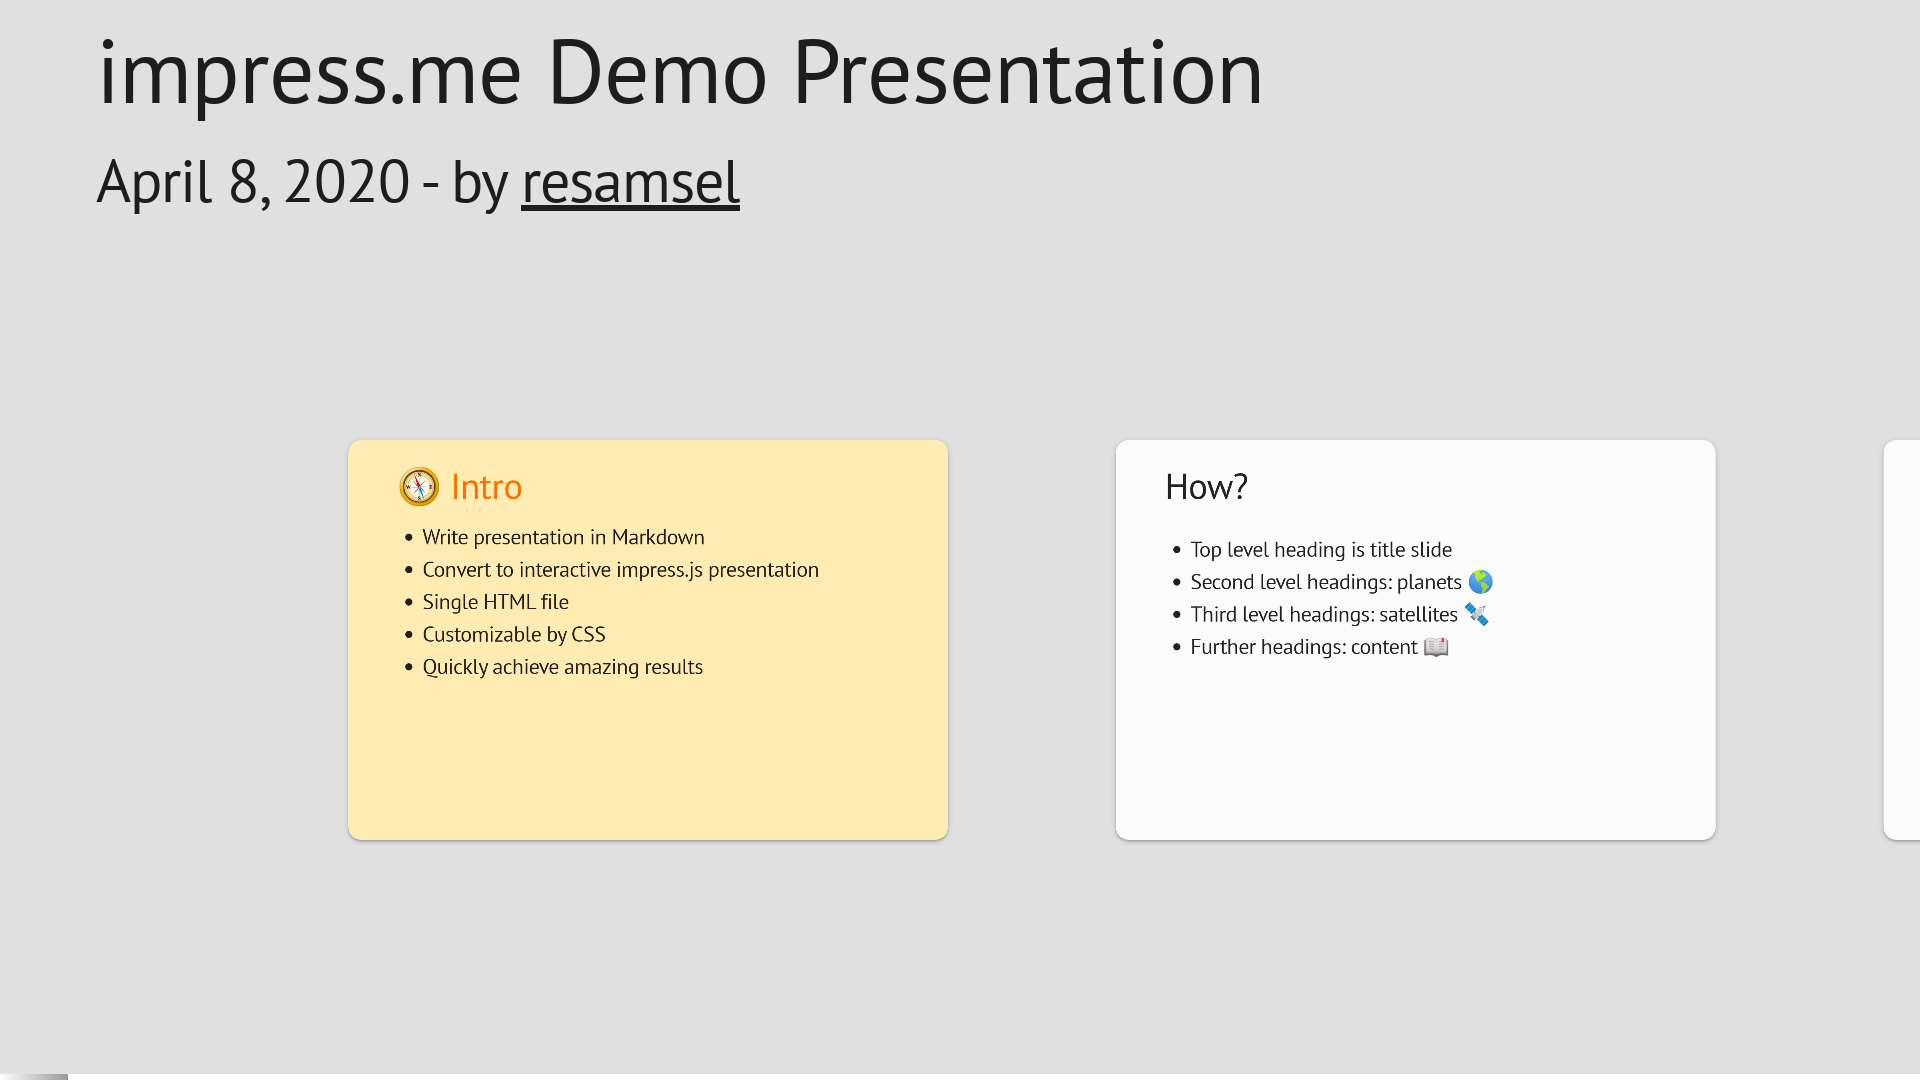 impress.me Demo Presentation
April 8, 2020 - by resamsel
🧭 Intro
• Write presentation in Markdown
• Convert to interactive impress.js presentation
• Single HTML file
• Customizable by CSS
• Quickly achieve amazing results
How?
• Top level heading is title slide
• Second level headings: planets 🌎
• Third level headings: satellites 🛰️
• Further headings: content 📖